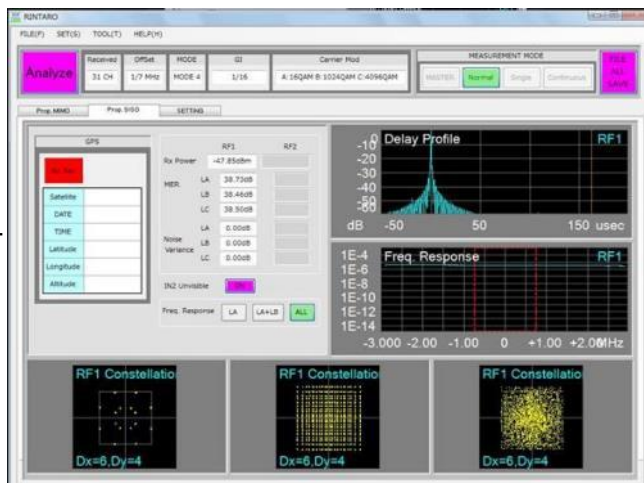 RINTARO
FILE(F) SET(S) TOOL(T) HELP(H)
Analyze
Received OffSet MODE GI Carrier Mod
31 CH 1/7 MHz MODE 4 1/16 A:16QAM B:1024QAM C:4096QAM
MEASUREMENT MODE
MASTER Normal Single Continuous
FILE
ALL
SAVE
Prop.MIMO Prop.SISO SETTING
GPS
Satellite
DATE
TIME
Latitude
Longitude
Altitude
RF1 RF2
Rx Power -47.85dBm
MER
LA 38.73dB
LB 38.46dB
LC 38.50dB
Noise
Variance
LA 0.00dB
LB 0.00dB
LC 0.00dB
IN2 Unvisible
Freq. Response LA LA+LB ALL
Delay Profile RF1
0
-10
-20
-30
-40
-50
-60
dB -50 50 150 usec
Freq. Response RF1
1E-4
1E-6
1E-8
1E-10
1E-12
1E-14
-3.000 -2.00 -1.00 0 +1.00 +2.00MHz
RF1 Constellatio
Dx=6,Dy=4
RF1 Constellatio
Dx=6,Dy=4
RF1 Constellatio
Dx=6,Dy=4